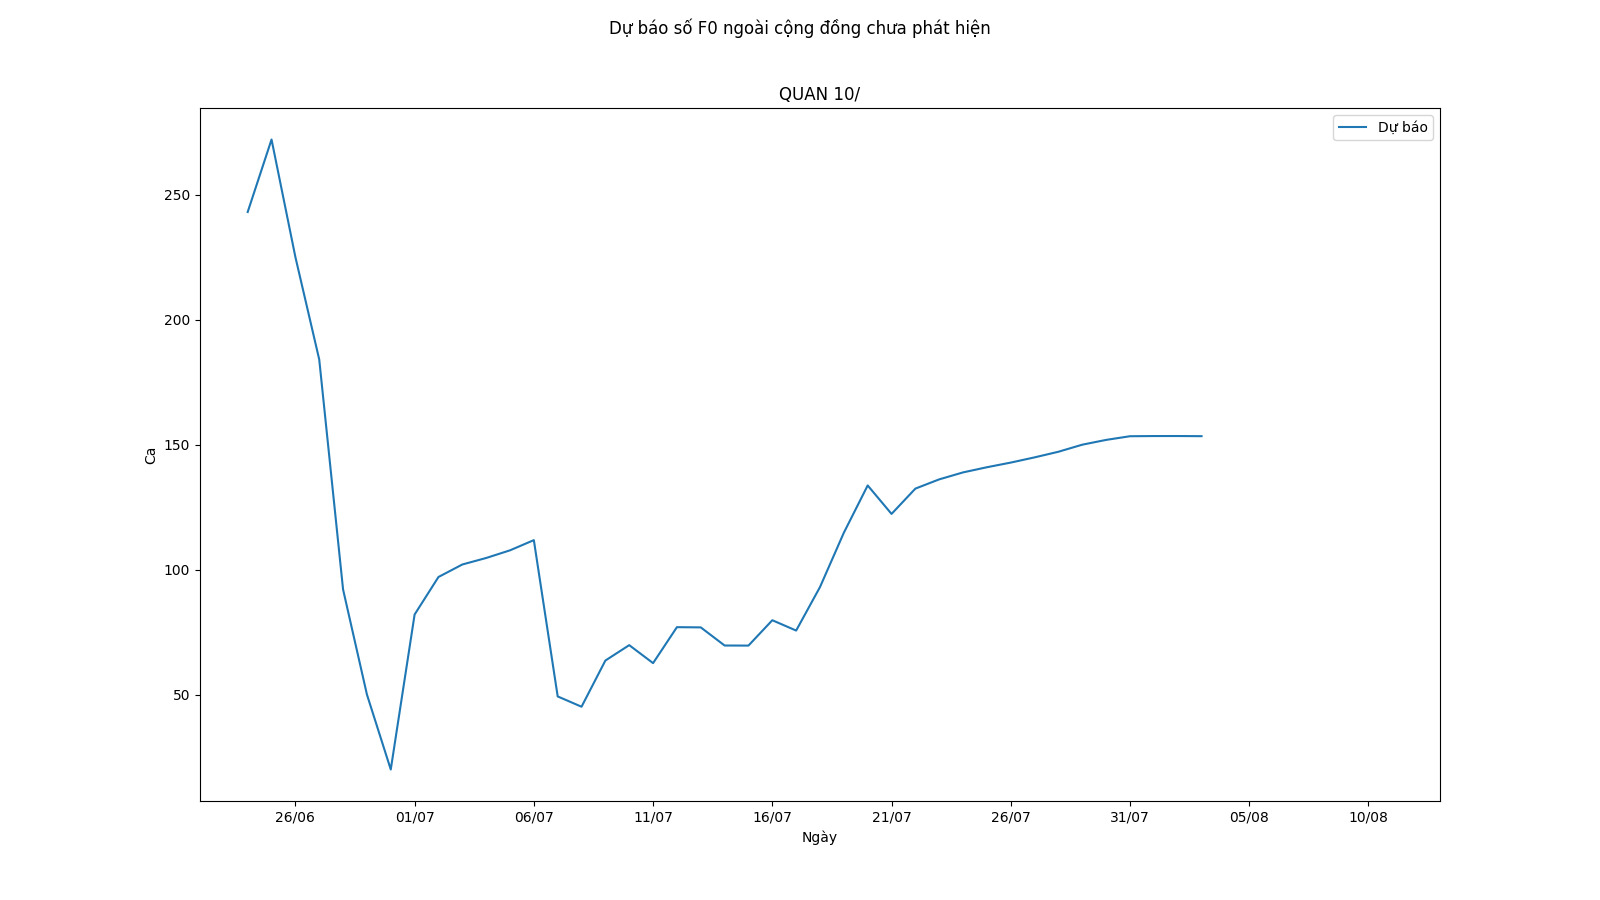 Dự báo số F0 ngoài cộng đồng chưa phát hiện
QUAN 10/
Dự báo
250
200
150
100
50
Ca
26/06 01/07 06/07 11/07 16/07 21/07 26/07 31/07 05/08 10/08
Ngày